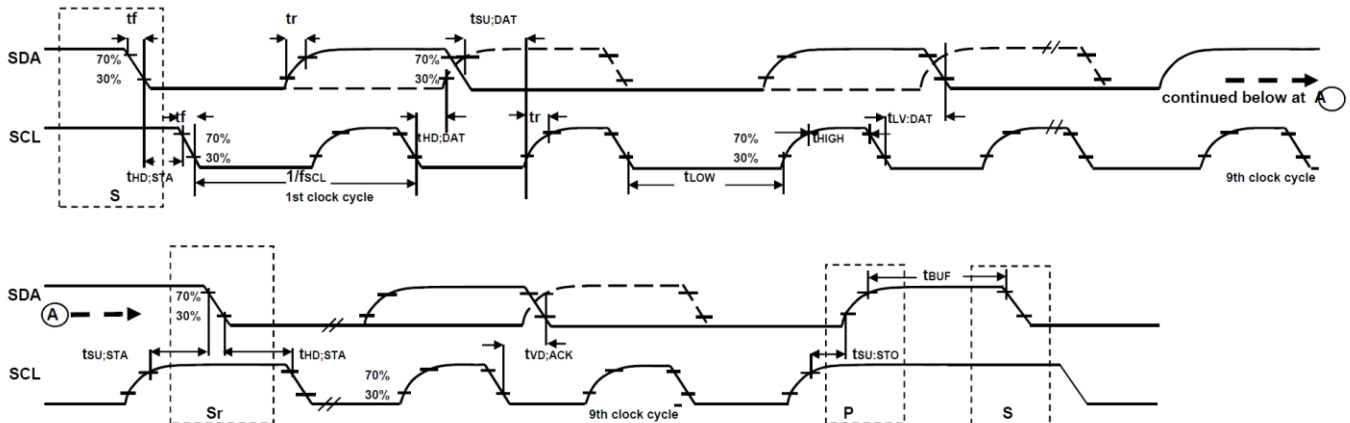 tf tr tSU;DAT
SDA 70% 70%
30% 30%
continued below at A
tf tHD;DAT tr tHIGH tLV:DAT
SCL 70% 70%
30% 30%
tHD;STA 1/fSCL tLOW
S 1st clock cycle 9th clock cycle
tBUF
SDA 70%
A 30%
tSU;STA tHD;STA tVD;ACK tSU:STO
SCL 70%
30%
Sr 9th clock cycle P S